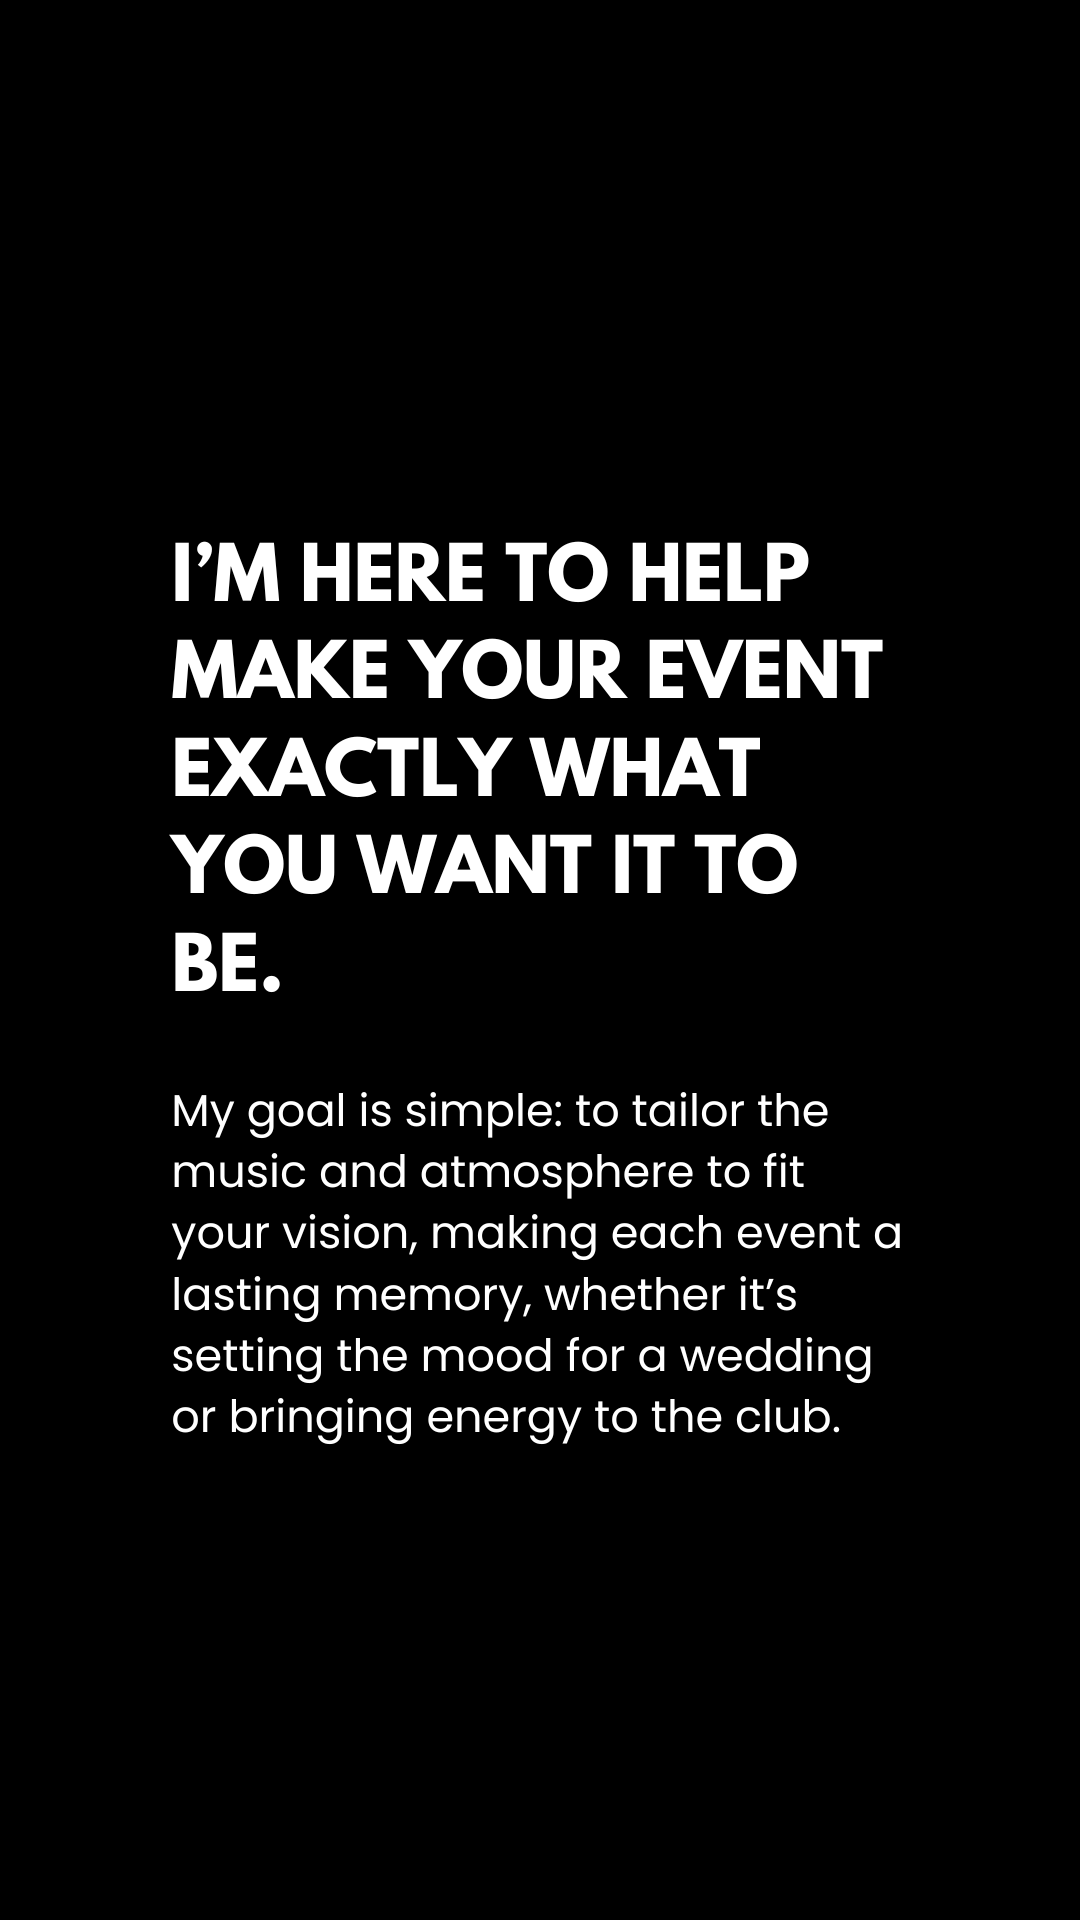 I’M HERE TO HELP
MAKE YOUR EVENT
EXACTLY WHAT
YOU WANT IT TO
BE.
My goal is simple: to tailor the
music and atmosphere to fit
your vision, making each event a
lasting memory, whether it’s
setting the mood for a wedding
or bringing energy to the club.